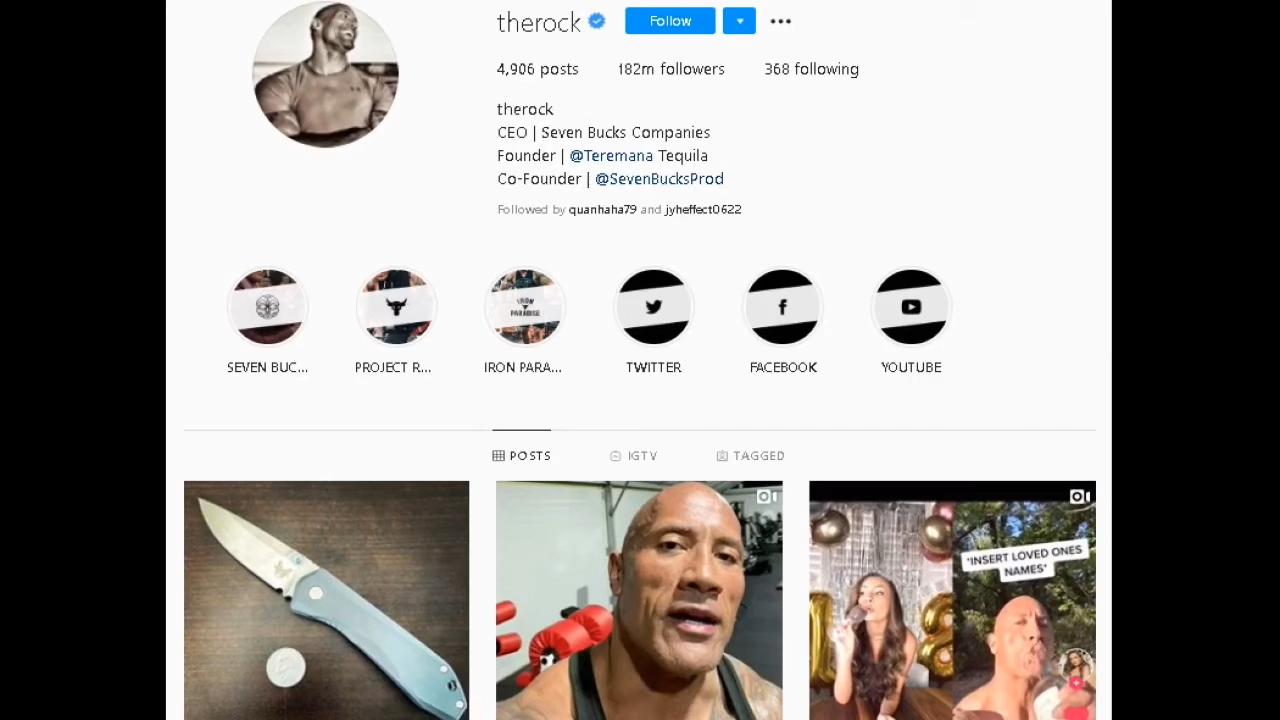 therock Follow
4,906 posts 182m followers 368 following
therock
CEO | Seven Bucks Companies
Founder | @Teremana Tequila
Co-Founder | @SevenBucksProd
Followed by quanhaha79 and jyheffect0622
IRON
PARADISE
SEVEN BUC... PROJECT R... IRON PARA... TWITTER FACEBOOK YOUTUBE
POSTS IGTV TAGGED
*INSERT LOVED ONES
NAMES*